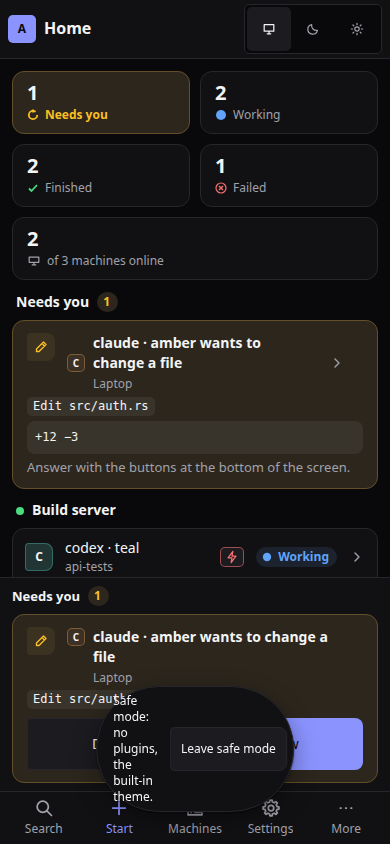 A Home
1
Needs you
2
Working
2
Finished
1
Failed
2
of 3 machines online
Needs you 1
claude · amber wants to
C change a file
Laptop
Edit src/auth.rs
+12 −3
Answer with the buttons at the bottom of the screen.
Build server
C codex · teal
api-tests
Working
Needs you 1
C claude · amber wants to change a
file
Laptop
Edit
Safe
mode:
no
plugins,
the
built-in
theme.
Leave safe mode
Search
Start
Machines
Settings
More